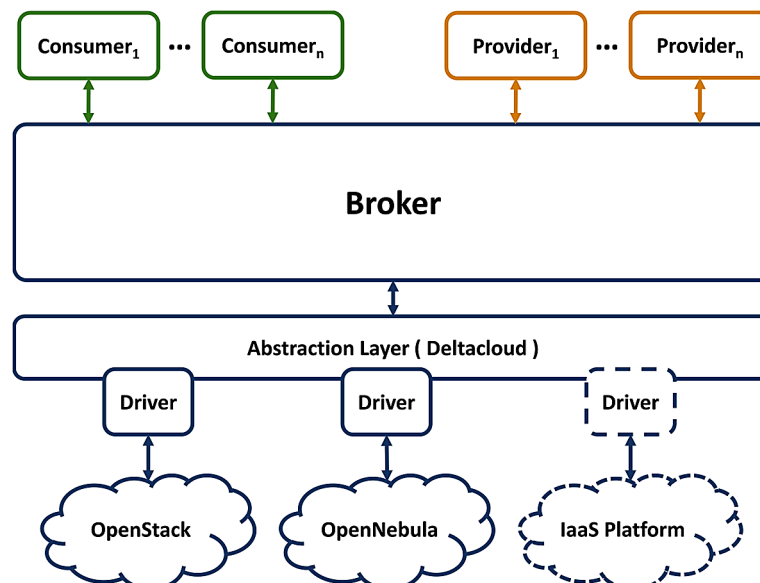 Consumer₁ ... Consumerₙ Provider₁ ... Providerₙ
Broker
Abstraction Layer ( Deltacloud )
Driver Driver Driver
OpenStack OpenNebula IaaS Platform